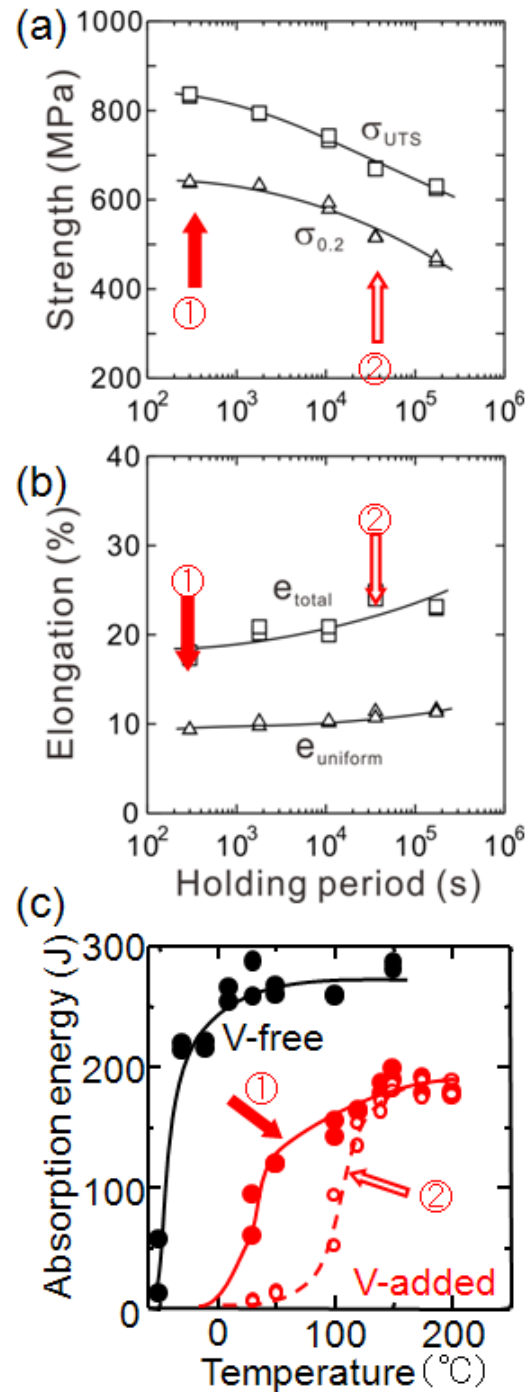 (a)
1000
800
600
400
200
Strength (MPa)
σUTS
σ0.2
①
②
10² 10³ 10⁴ 10⁵ 10⁶
(b)
40
30
20
10
0
Elongation (%)
①
②
etotal
euniform
10² 10³ 10⁴ 10⁵ 10⁶
Holding period (s)
(c)
300
200
100
0
Absorption energy (J)
V-free
①
②
V-added
0 100 200
Temperature (℃)